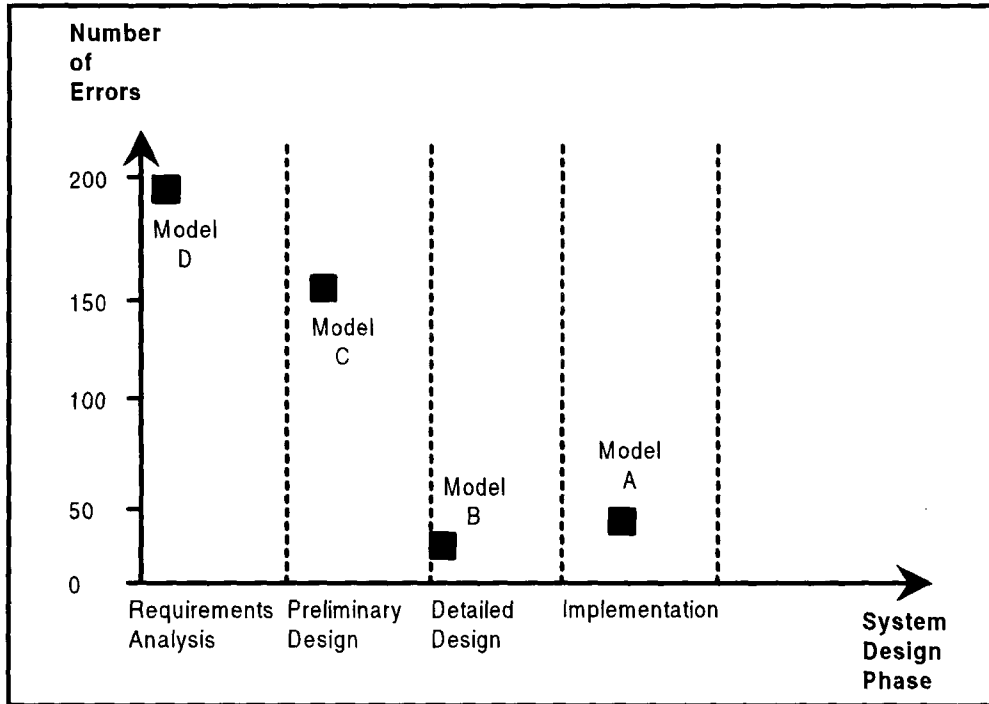 Number
of
Errors
200
Model
D
150
Model
C
100
Model
A
Model
B
50
0
Requirements
Analysis
Preliminary
Design
Detailed
Design
Implementation
System
Design
Phase